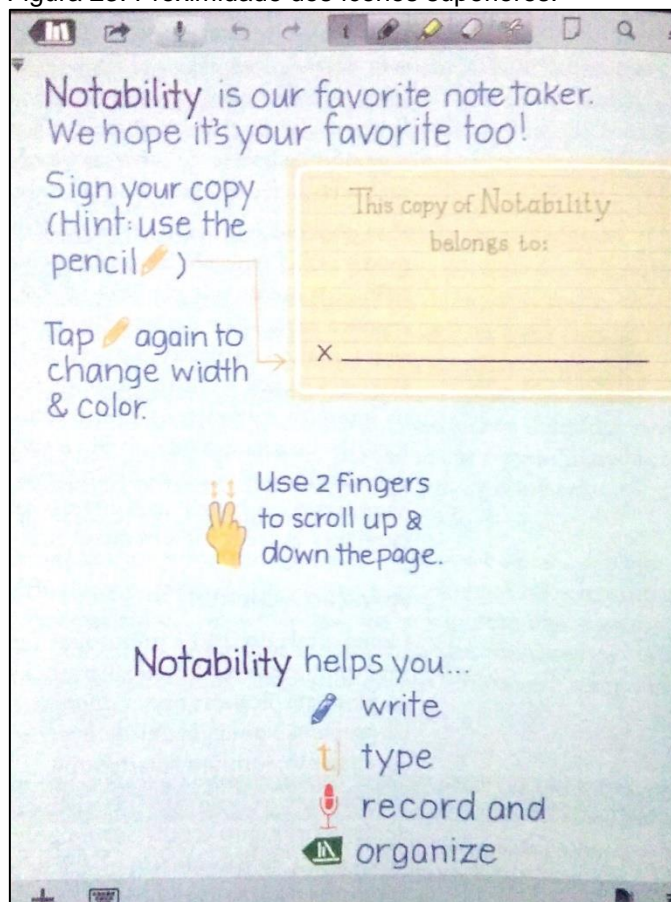 Notability is our favorite note taker.
We hope it's your favorite too!
Sign your copy
(Hint: use the
pencil )
This copy of Notability
belongs to:
Tap again to
change width
& color.
x
Use 2 fingers
to scroll up &
down the page.
Notability helps you...
write
t type
record and
organize